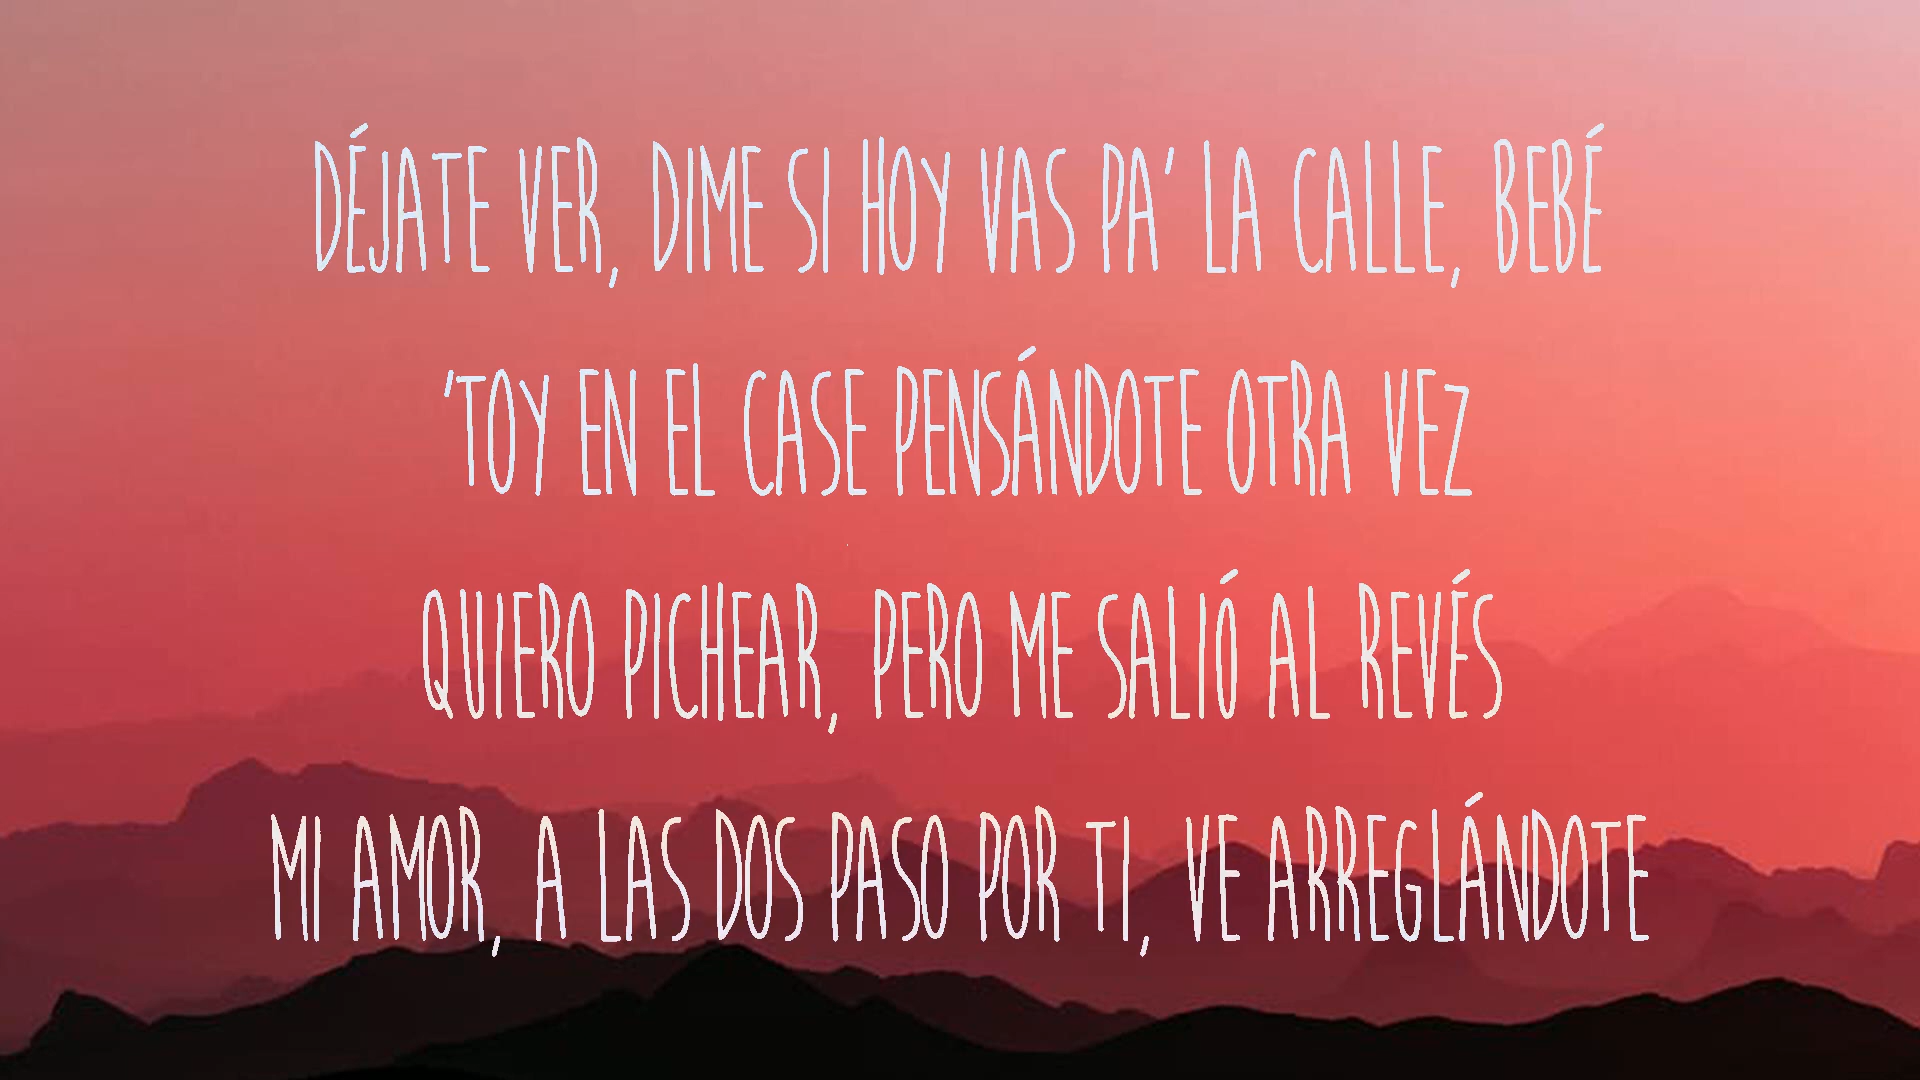 DÉJATE VER, DIME SI HOY VAS PA' LA CALLE, BEBÉ
'TOY EN EL CASE PENSÁNDOTE OTRA VEZ
QUIERO PICHEAR, PERO ME SALIÓ AL REVÉS
MI AMOR, A LAS DOS PASO POR TI, VE ARREGLÁNDOTE